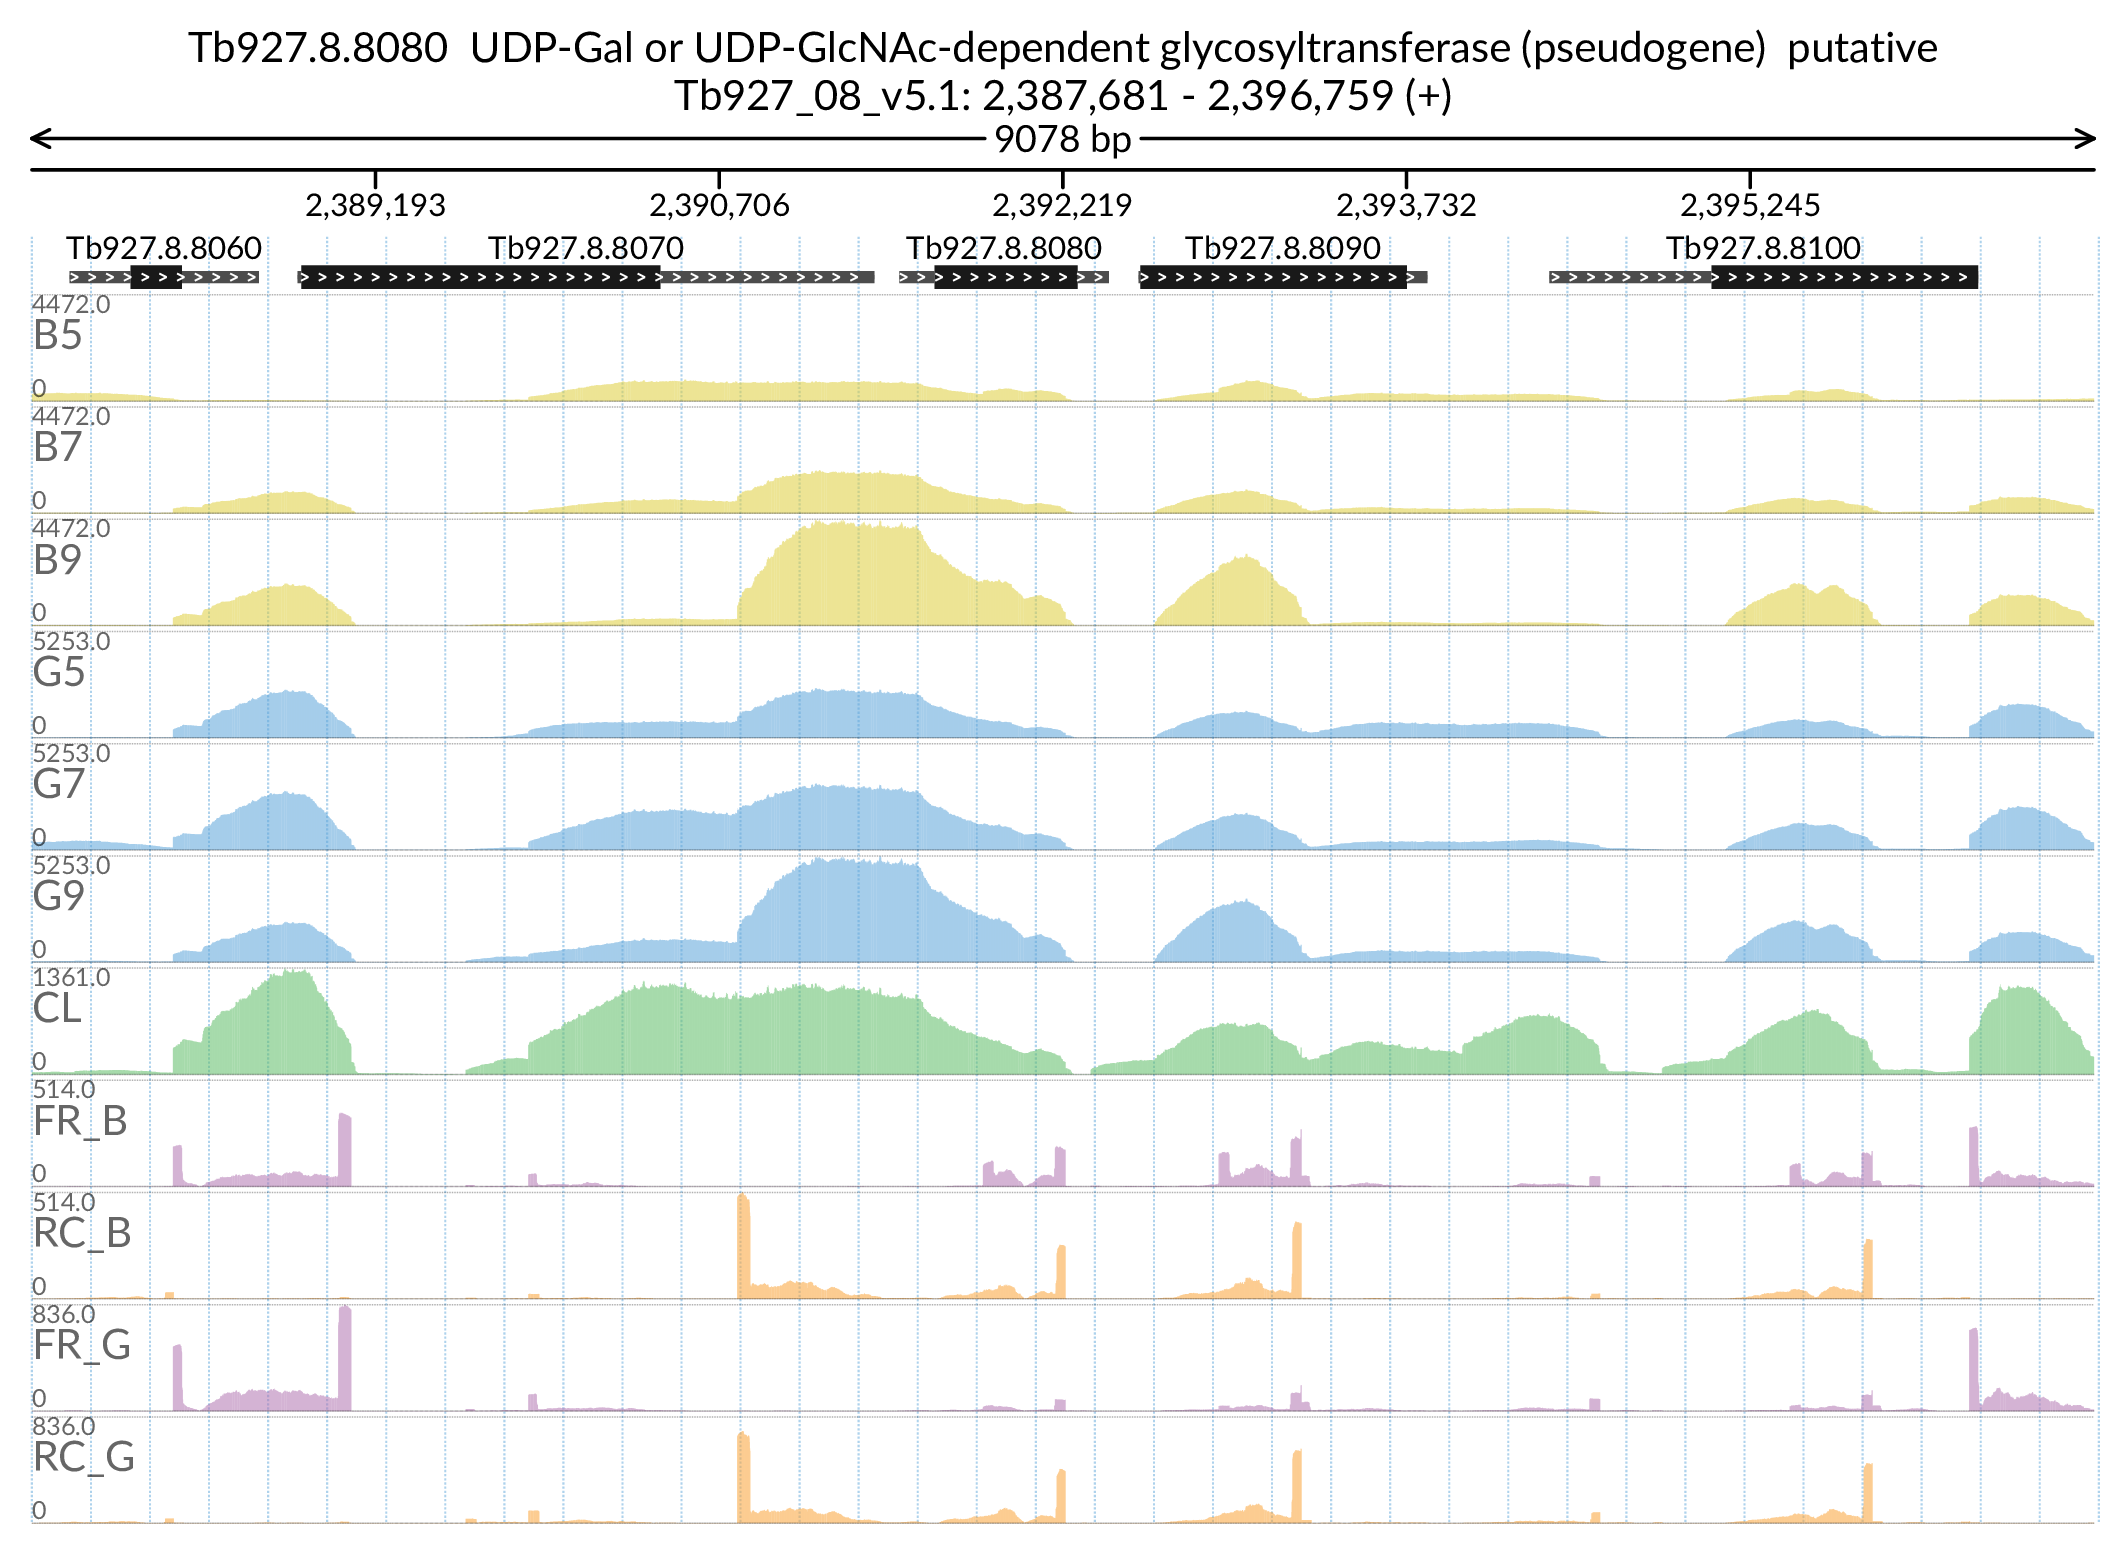 Tb927.8.8080 UDP-Gal or UDP-GlcNAc-dependent glycosyltransferase (pseudogene) putative
Tb927_08_v5.1: 2,387,681 - 2,396,759 (+)
9078 bp
2,389,193 2,390,706 2,392,219 2,393,732 2,395,245
Tb927.8.8060 Tb927.8.8070 Tb927.8.8080 Tb927.8.8090 Tb927.8.8100
4472.0
B5
0
4472.0
B7
0
4472.0
B9
0
5253.0
G5
0
5253.0
G7
0
5253.0
G9
0
1361.0
CL
0
514.0
FR_B
0
514.0
RC_B
0
836.0
FR_G
0
836.0
RC_G
0